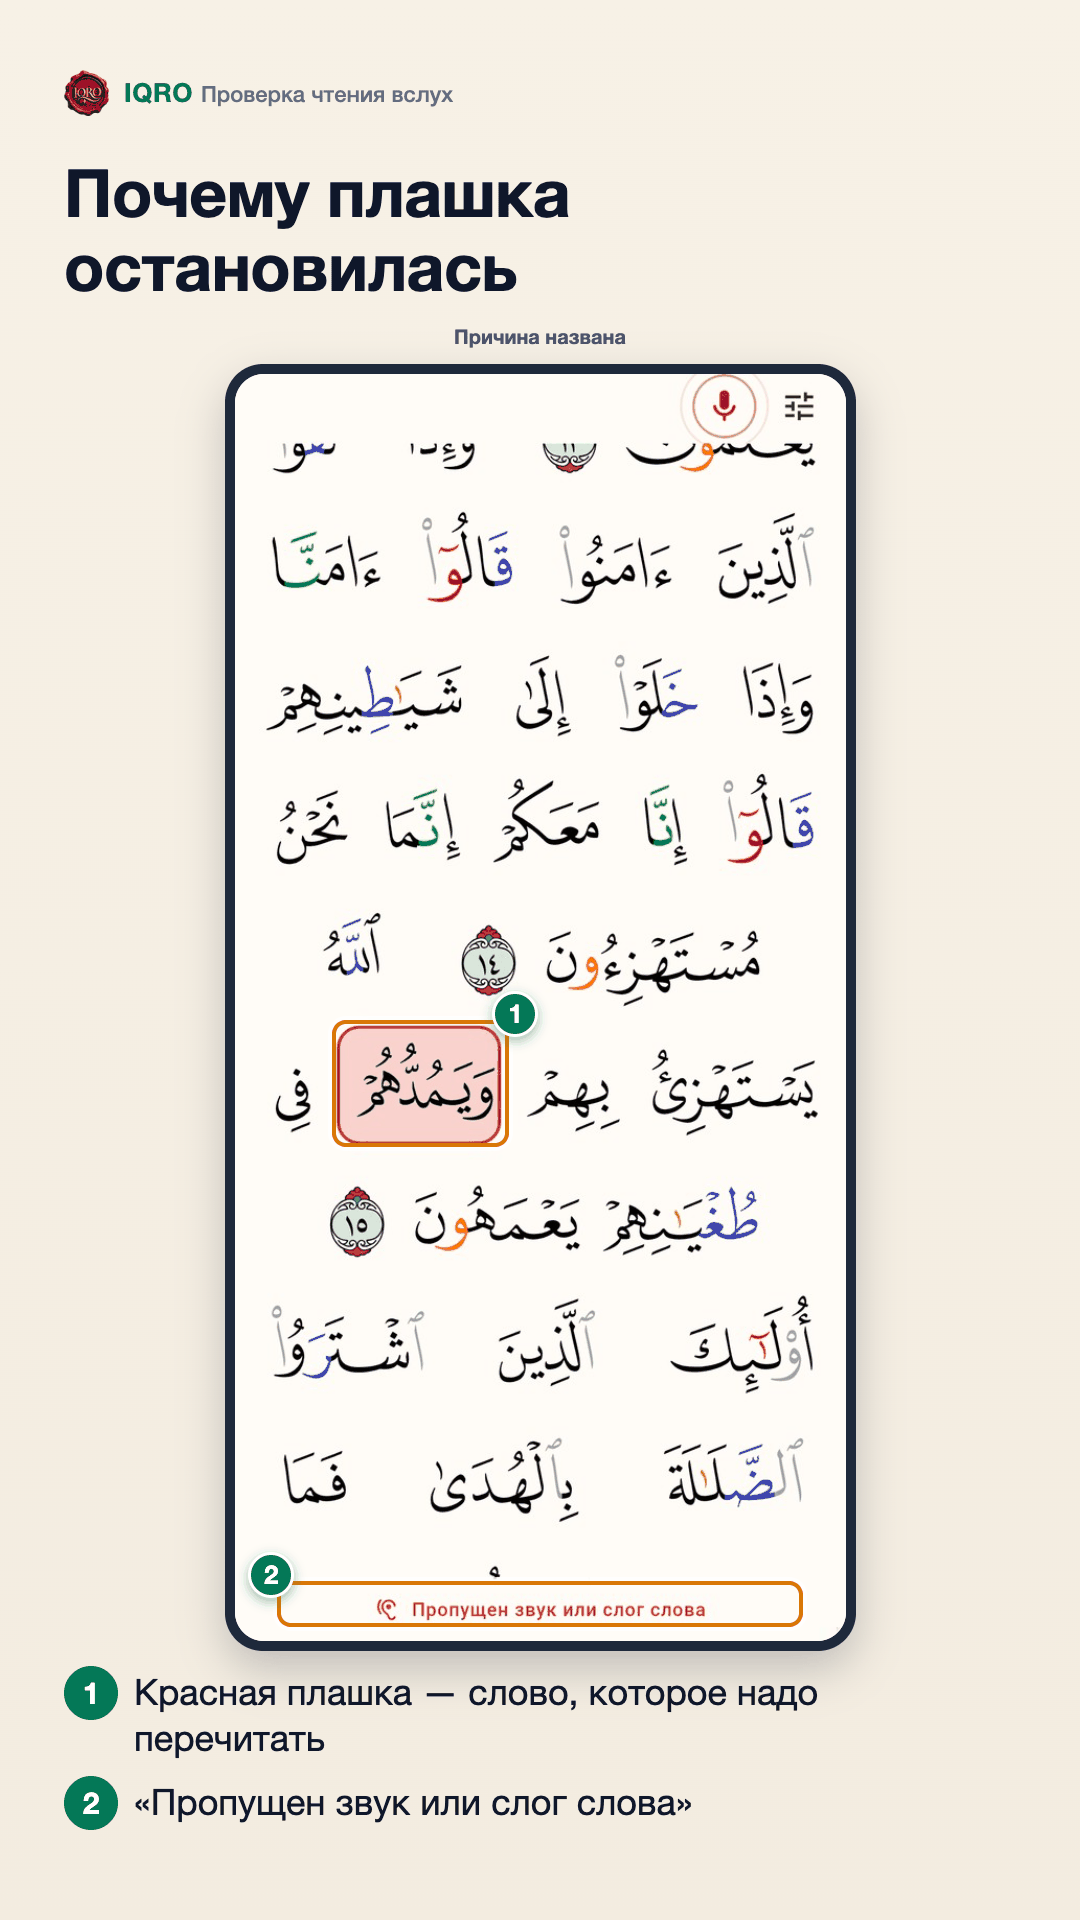 IQRO Проверка чтения вслух
Почему плашка
остановилась
Причина названа
ٱلَّذِينَ ءَامَنُوا۟ قَالُوٓا۟ ءَامَنَّا
وَإِذَا خَلَوْا۟ إِلَىٰ شَيَـٰطِينِهِمْ
قَالُوٓا۟ إِنَّا مَعَكُمْ إِنَّمَا نَحْنُ
مُسْتَهْزِءُونَ ١٤ ٱللَّهُ
1
يَسْتَهْزِئُ بِهِمْ وَيَمُدُّهُمْ فِى
طُغْيَـٰنِهِمْ يَعْمَهُونَ ١٥
أُو۟لَـٰٓئِكَ ٱلَّذِينَ ٱشْتَرَوُا۟
ٱلضَّلَـٰلَةَ بِٱلْهُدَىٰ فَمَا
2
Пропущен звук или слог слова
1 Красная плашка — слово, которое надо
перечитать
2 «Пропущен звук или слог слова»